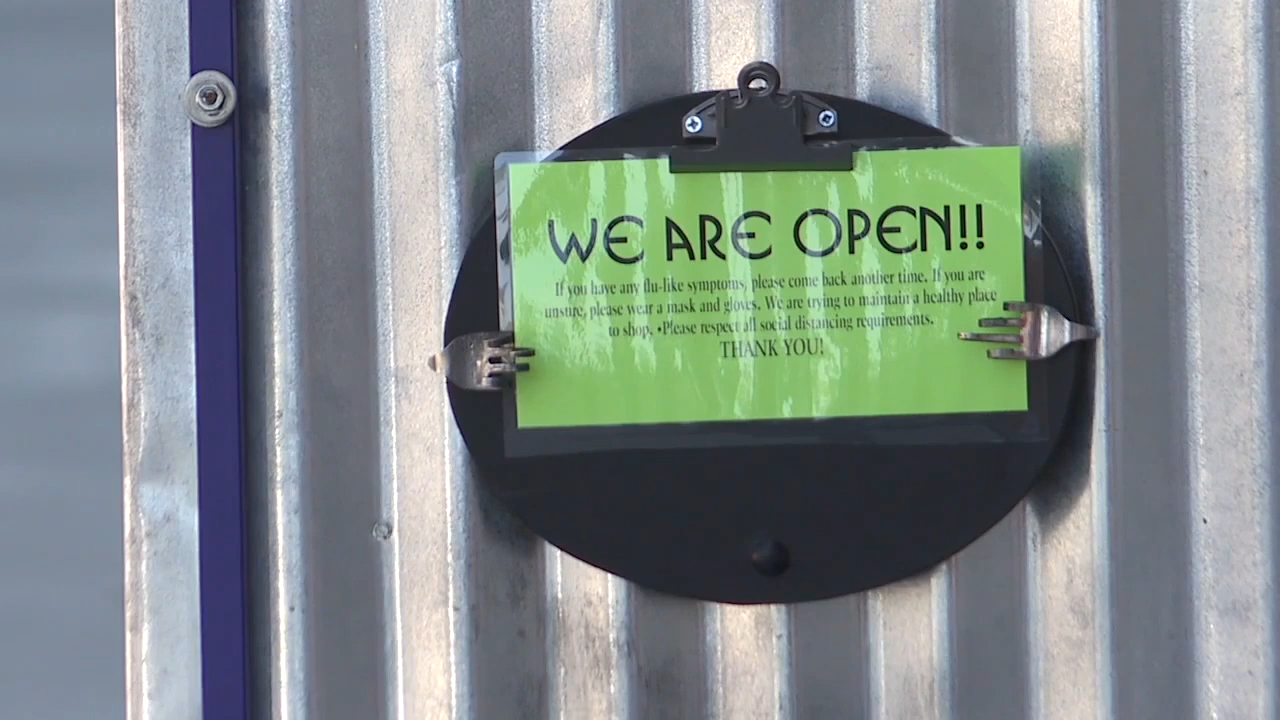 WE ARE OPEN!!
If you have any flu-like symptoms, please come back another time. If you are
unsure, please wear a mask and gloves. We are trying to maintain a healthy place
to shop. •Please respect all social distancing requirements.
THANK YOU!